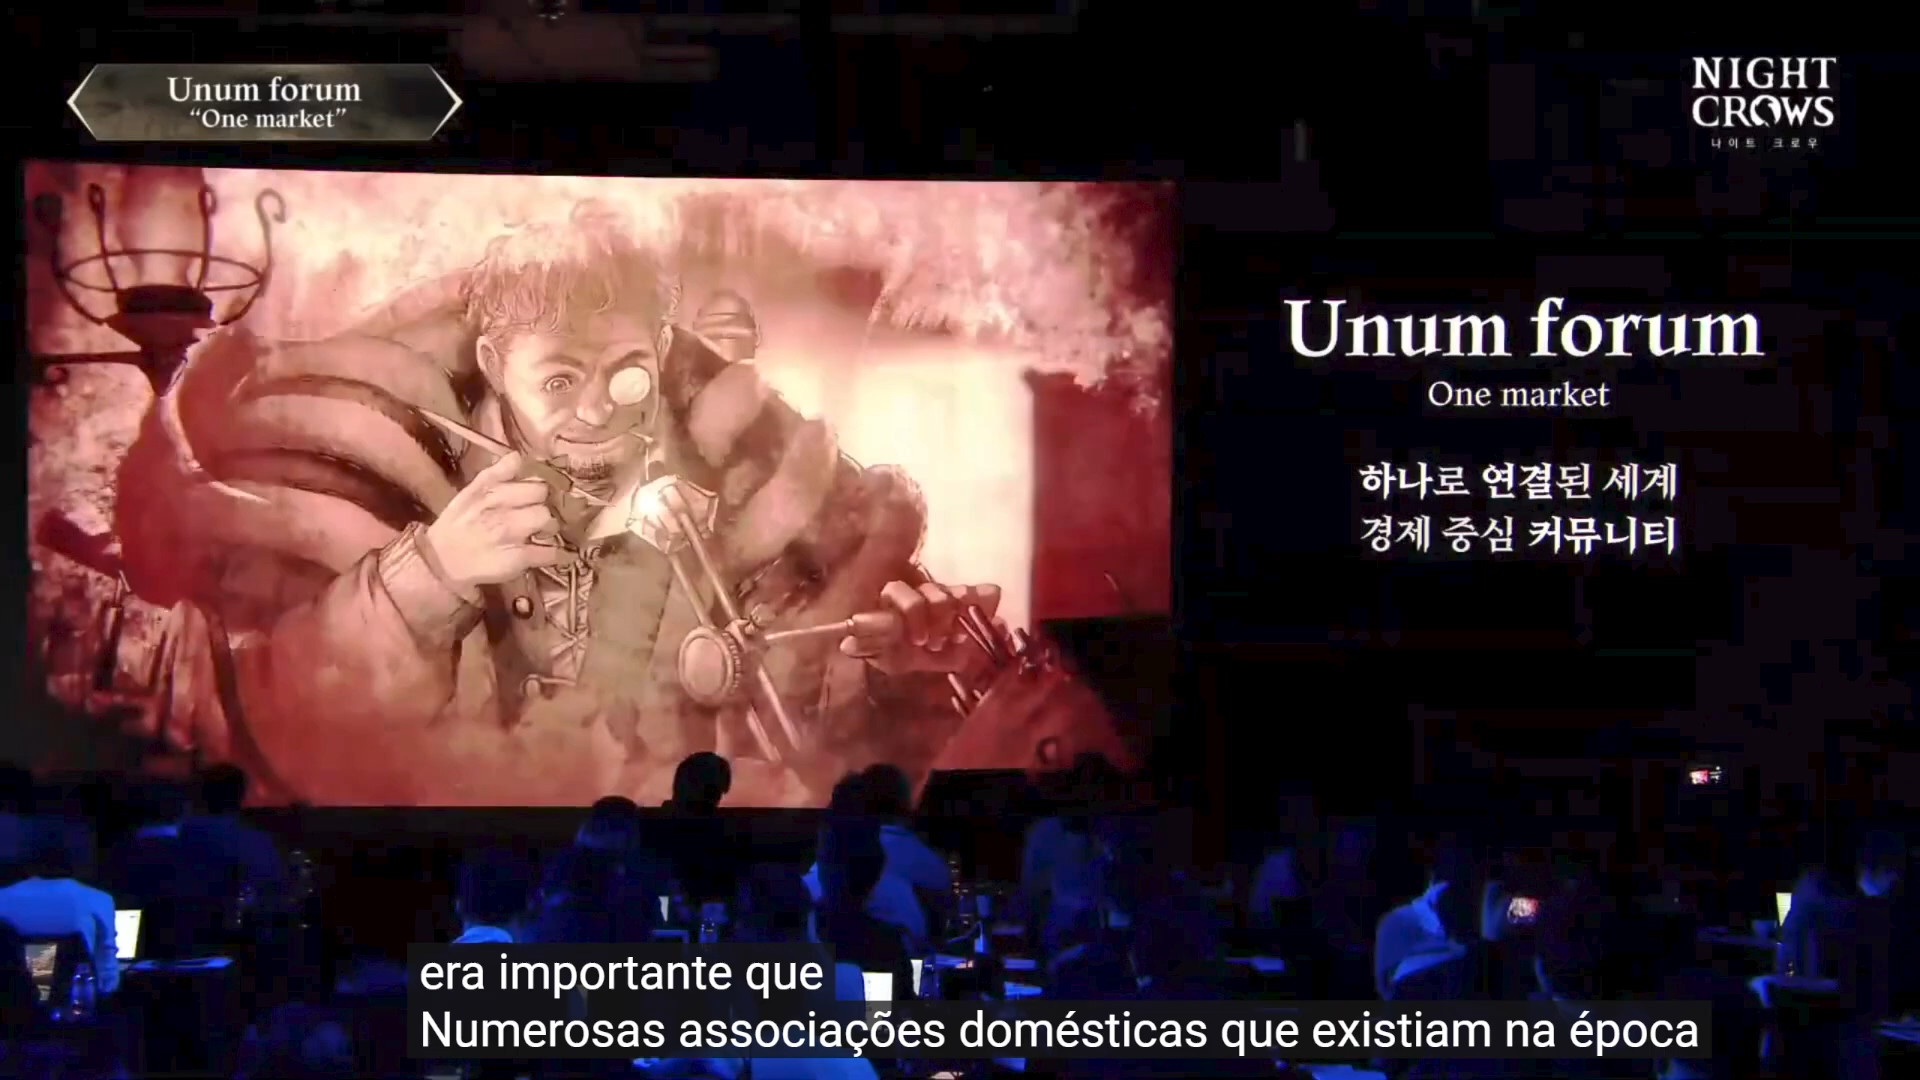 Unum forum
“One market”
NIGHT
CROWS
나이트 크로우
Unum forum
One market
하나로 연결된 세계
경제 중심 커뮤니티
era importante que
Numerosas associações domésticas que existiam na época